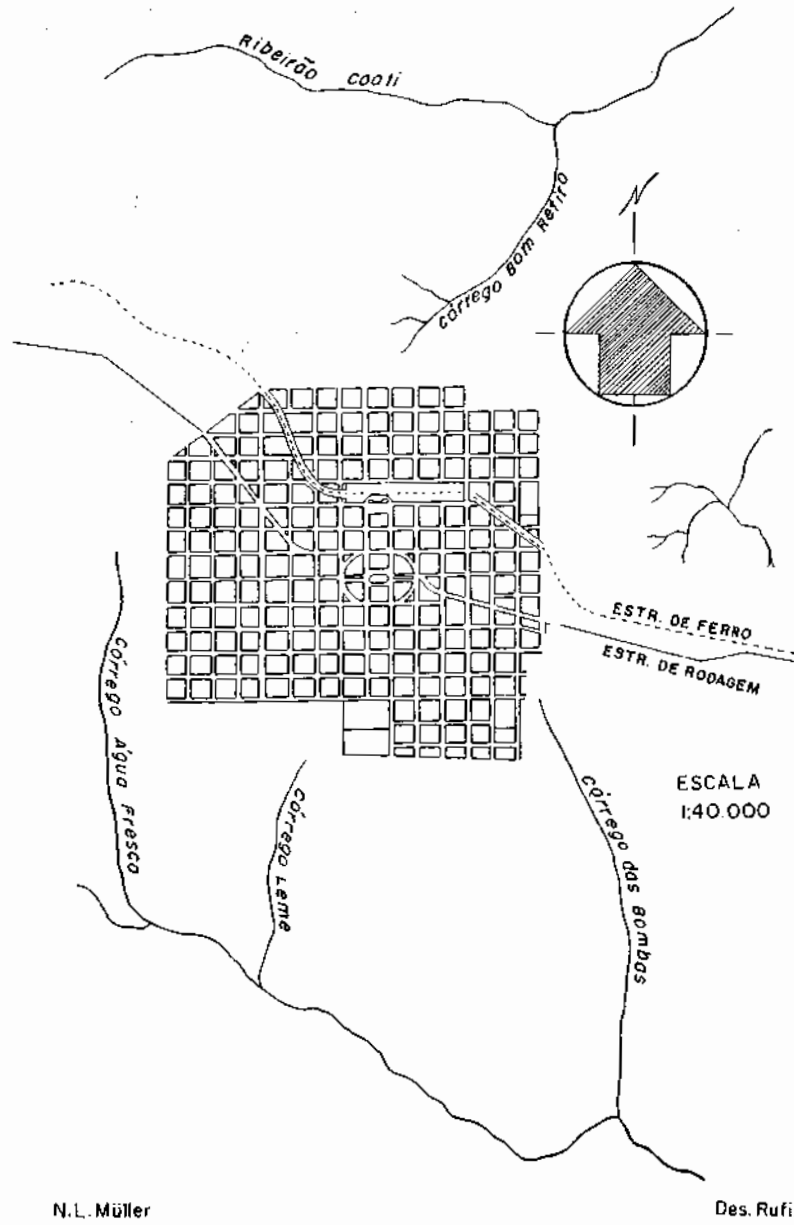 Ribeirão Coati
Córrego Bom Retiro
N
ESTR. DE FERRO
ESTR. DE RODAGEM
Córrego Água Fresca
Córrego Leme
ESCALA
1:40.000
Córrego das Bombas
N.L. Müller
Des. Rufi